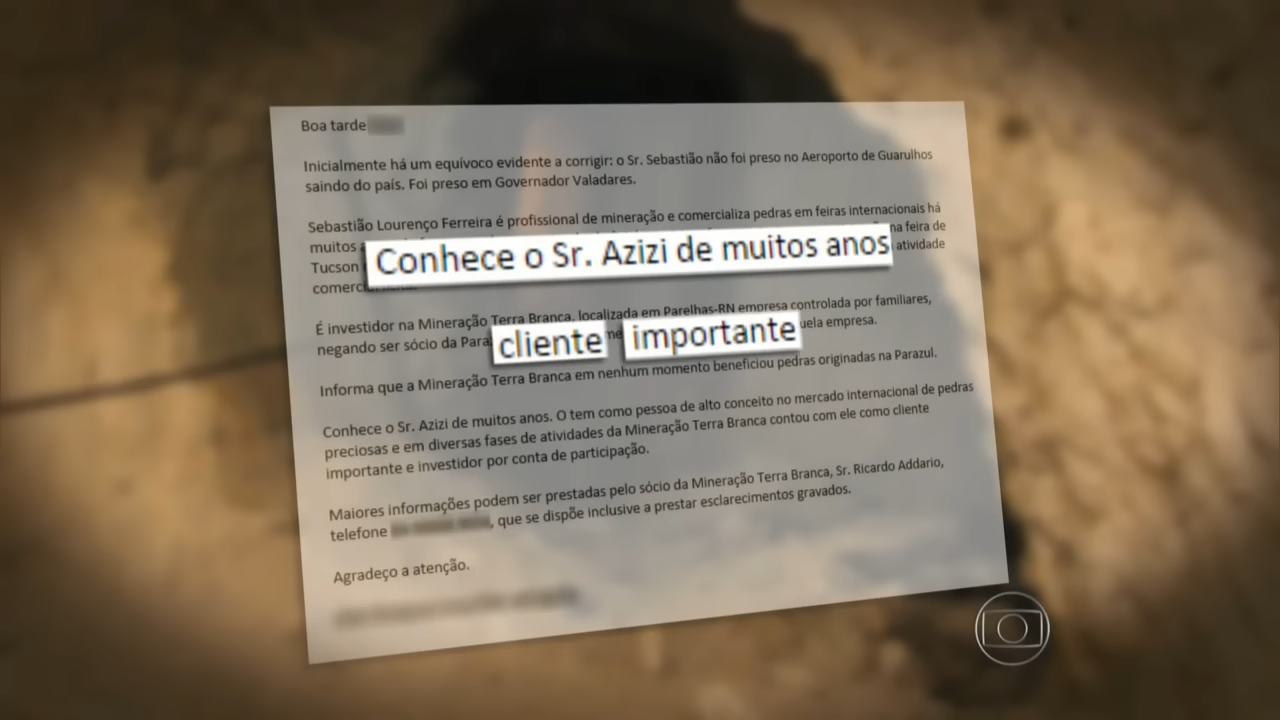 Boa tarde
Inicialmente há um equívoco evidente a corrigir: o Sr. Sebastião não foi preso no Aeroporto de Guarulhos
saindo do país. Foi preso em Governador Valadares.
Sebastião Lourenço Ferreira é profissional de mineração e comercializa pedras em feiras internacionais há
muitos na feira de
Conhece o Sr. Azizi de muitos anos
Tucson atividade
É investidor na Mineração Terra Branca, localizada em Parelhas-RN empresa controlada por familiares,
negando ser sócio da empresa.
cliente importante
Informa que a Mineração Terra Branca em nenhum momento beneficiou pedras originadas na Parazul.
Conhece o Sr. Azizi de muitos anos. O tem como pessoa de alto conceito no mercado internacional de pedras
preciosas e em diversas fases de atividades da Mineração Terra Branca contou com ele como cliente
importante e investidor por conta de participação.
Maiores informações podem ser prestadas pelo sócio da Mineração Terra Branca, Sr. Ricardo Addario,
telefone , que se dispõe inclusive a prestar esclarecimentos gravados.
Agradeço a atenção.